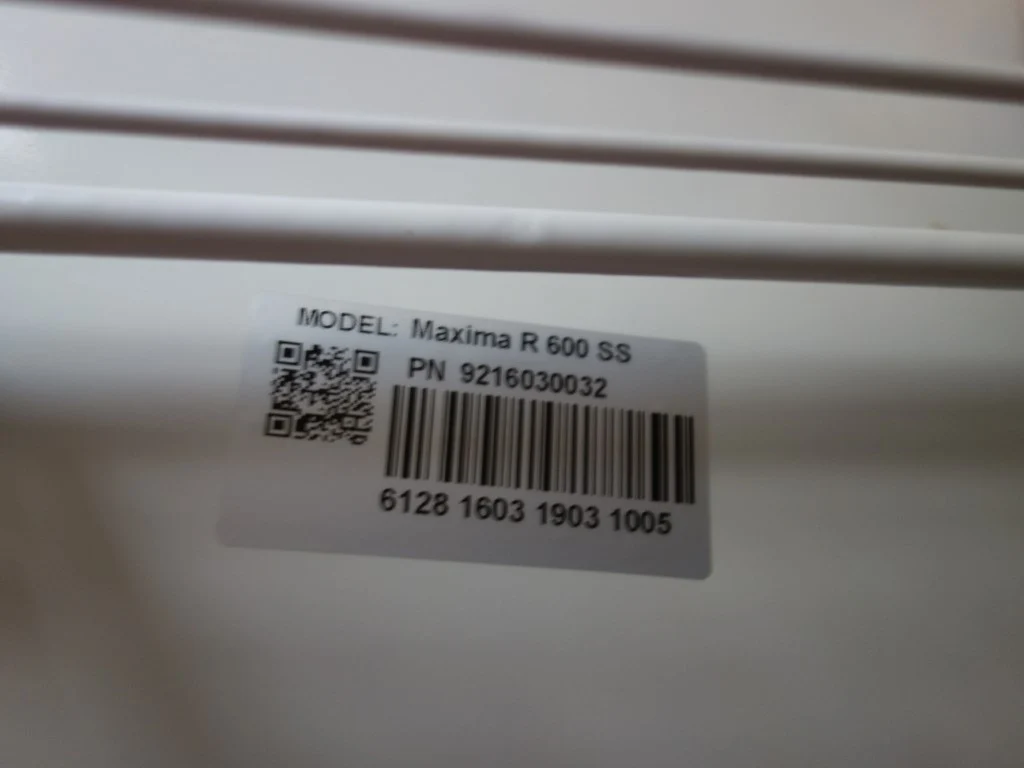 MODEL: Maxima R 600 SS
PN 9216030032
6128 1603 1903 1005